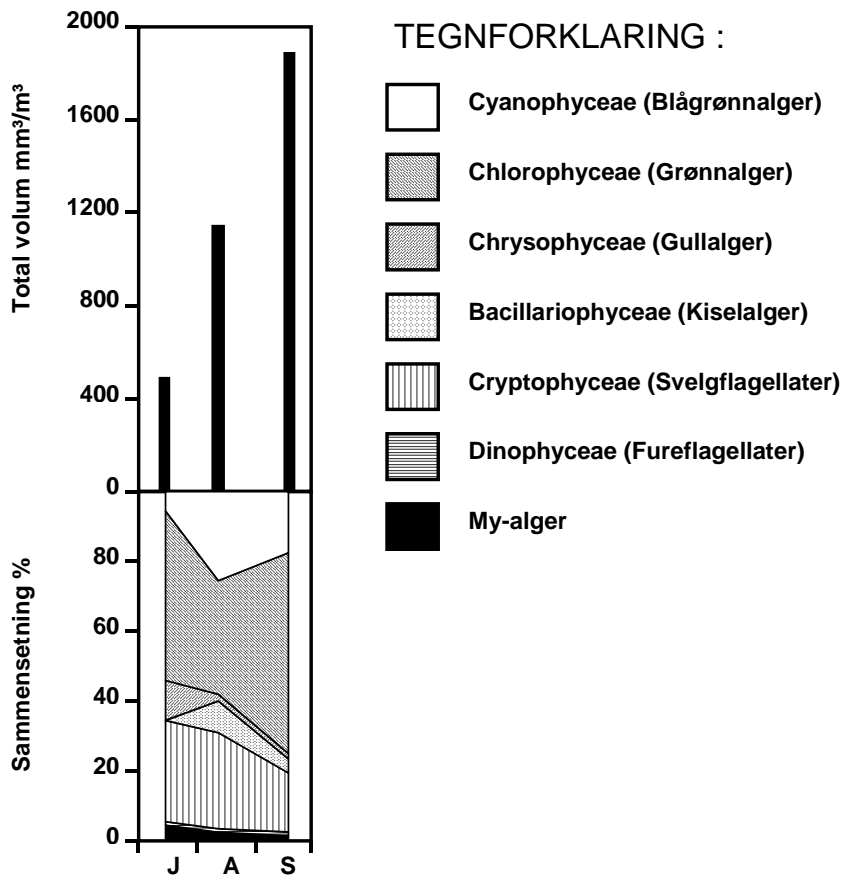 Total volum mm³/m³
2000
1600
1200
800
400
0
Sammensetning %
80
60
40
20
0
J A S
TEGNFORKLARING :
Cyanophyceae (Blågrønnalger)
Chlorophyceae (Grønnalger)
Chrysophyceae (Gullalger)
Bacillariophyceae (Kiselalger)
Cryptophyceae (Svelgflagellater)
Dinophyceae (Fureflagellater)
My-alger